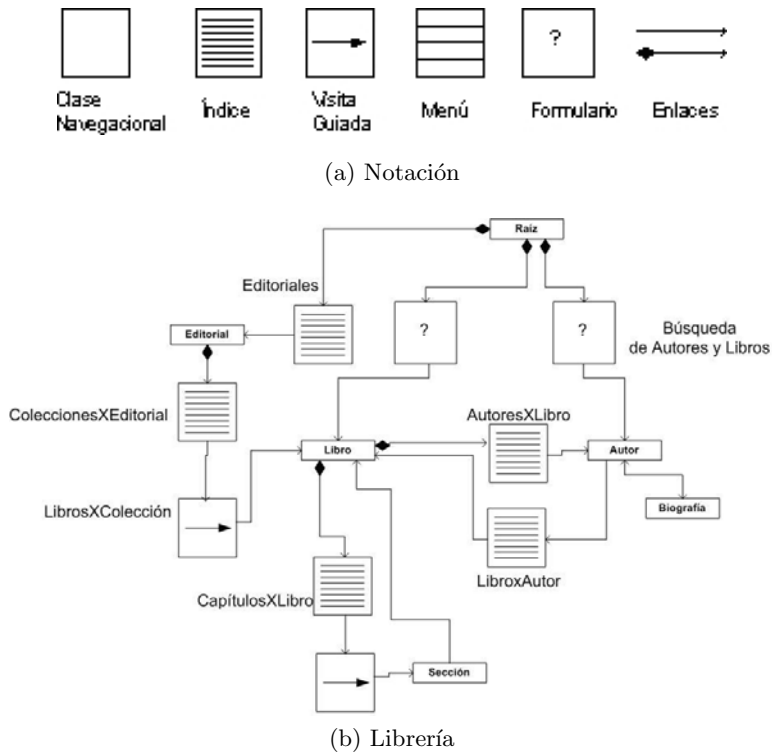 ?
Clase
Navegacional
Índice
Visita
Guiada
Menú
Formulario
Enlaces
(a) Notación
Raíz
Editoriales
Editorial
?
?
Búsqueda
de Autores y Libros
ColeccionesXEditorial
AutoresXLibro
Libro
Autor
LibrosXColección
Biografía
LibroxAutor
CapítulosXLibro
Sección
(b) Librería